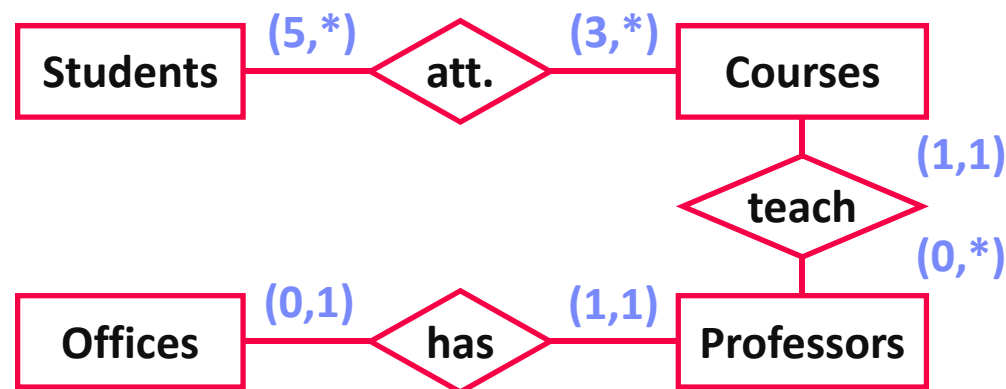 (5,*) (3,*)
Students att. Courses
(1,1)
teach
(0,*)
(0,1) (1,1)
Offices has Professors